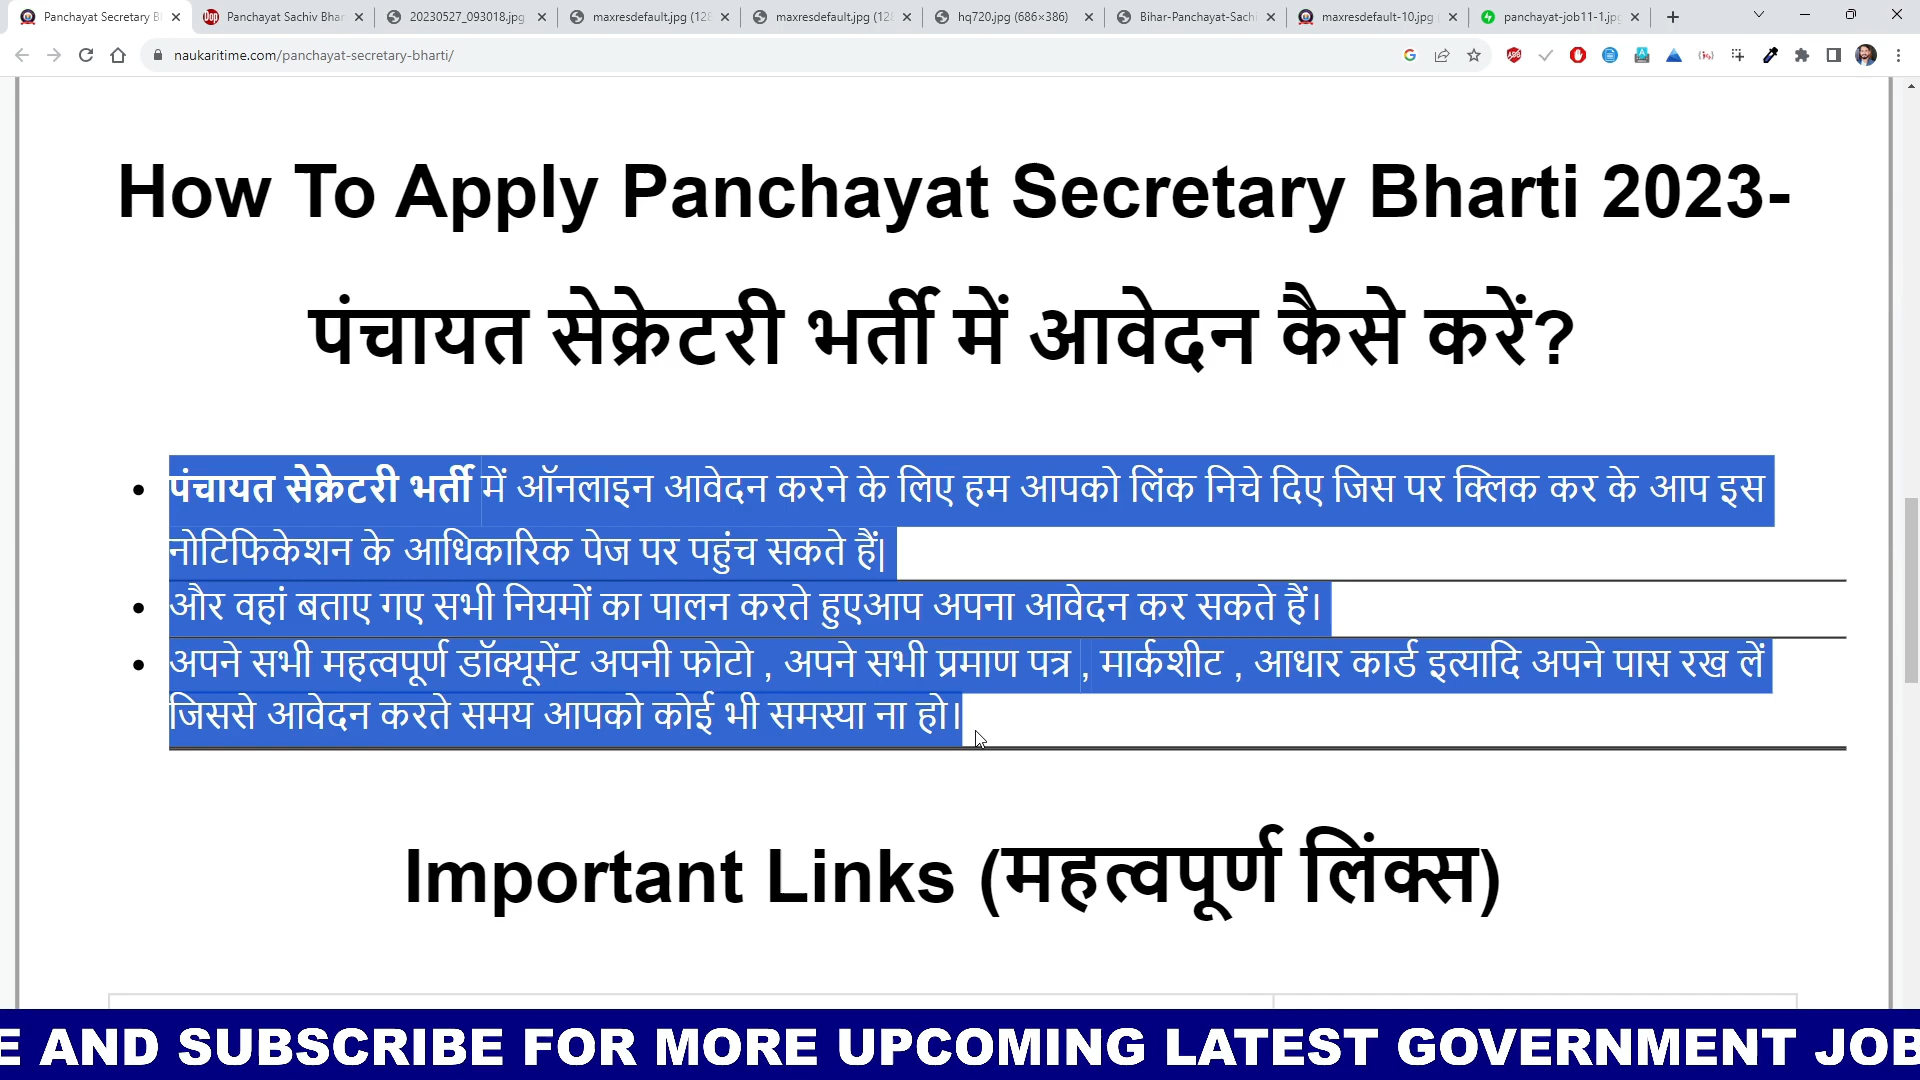 Panchayat Secretary B
Panchayat Sachiv Bhar
20230527_093018.jpg
maxresdefault.jpg (128
maxresdefault.jpg (128
hq720.jpg (686×386)
Bihar-Panchayat-Sach
maxresdefault-10.jpg
panchayat-job11-1.jpg
naukaritime.com/panchayat-secretary-bharti/
How To Apply Panchayat Secretary Bharti 2023-
पंचायत सेक्रेटरी भर्ती में आवेदन कैसे करें?
पंचायत सेक्रेटरी भर्ती में ऑनलाइन आवेदन करने के लिए हम आपको लिंक निचे दिए जिस पर क्लिक कर के आप इस
नोटिफिकेशन के आधिकारिक पेज पर पहुंच सकते हैं|
और वहां बताए गए सभी नियमों का पालन करते हुएआप अपना आवेदन कर सकते हैं।
अपने सभी महत्वपूर्ण डॉक्यूमेंट अपनी फोटो , अपने सभी प्रमाण पत्र , मार्कशीट , आधार कार्ड इत्यादि अपने पास रख लें
जिससे आवेदन करते समय आपको कोई भी समस्या ना हो।
Important Links (महत्वपूर्ण लिंक्स)
E AND SUBSCRIBE FOR MORE UPCOMING LATEST GOVERNMENT JOB